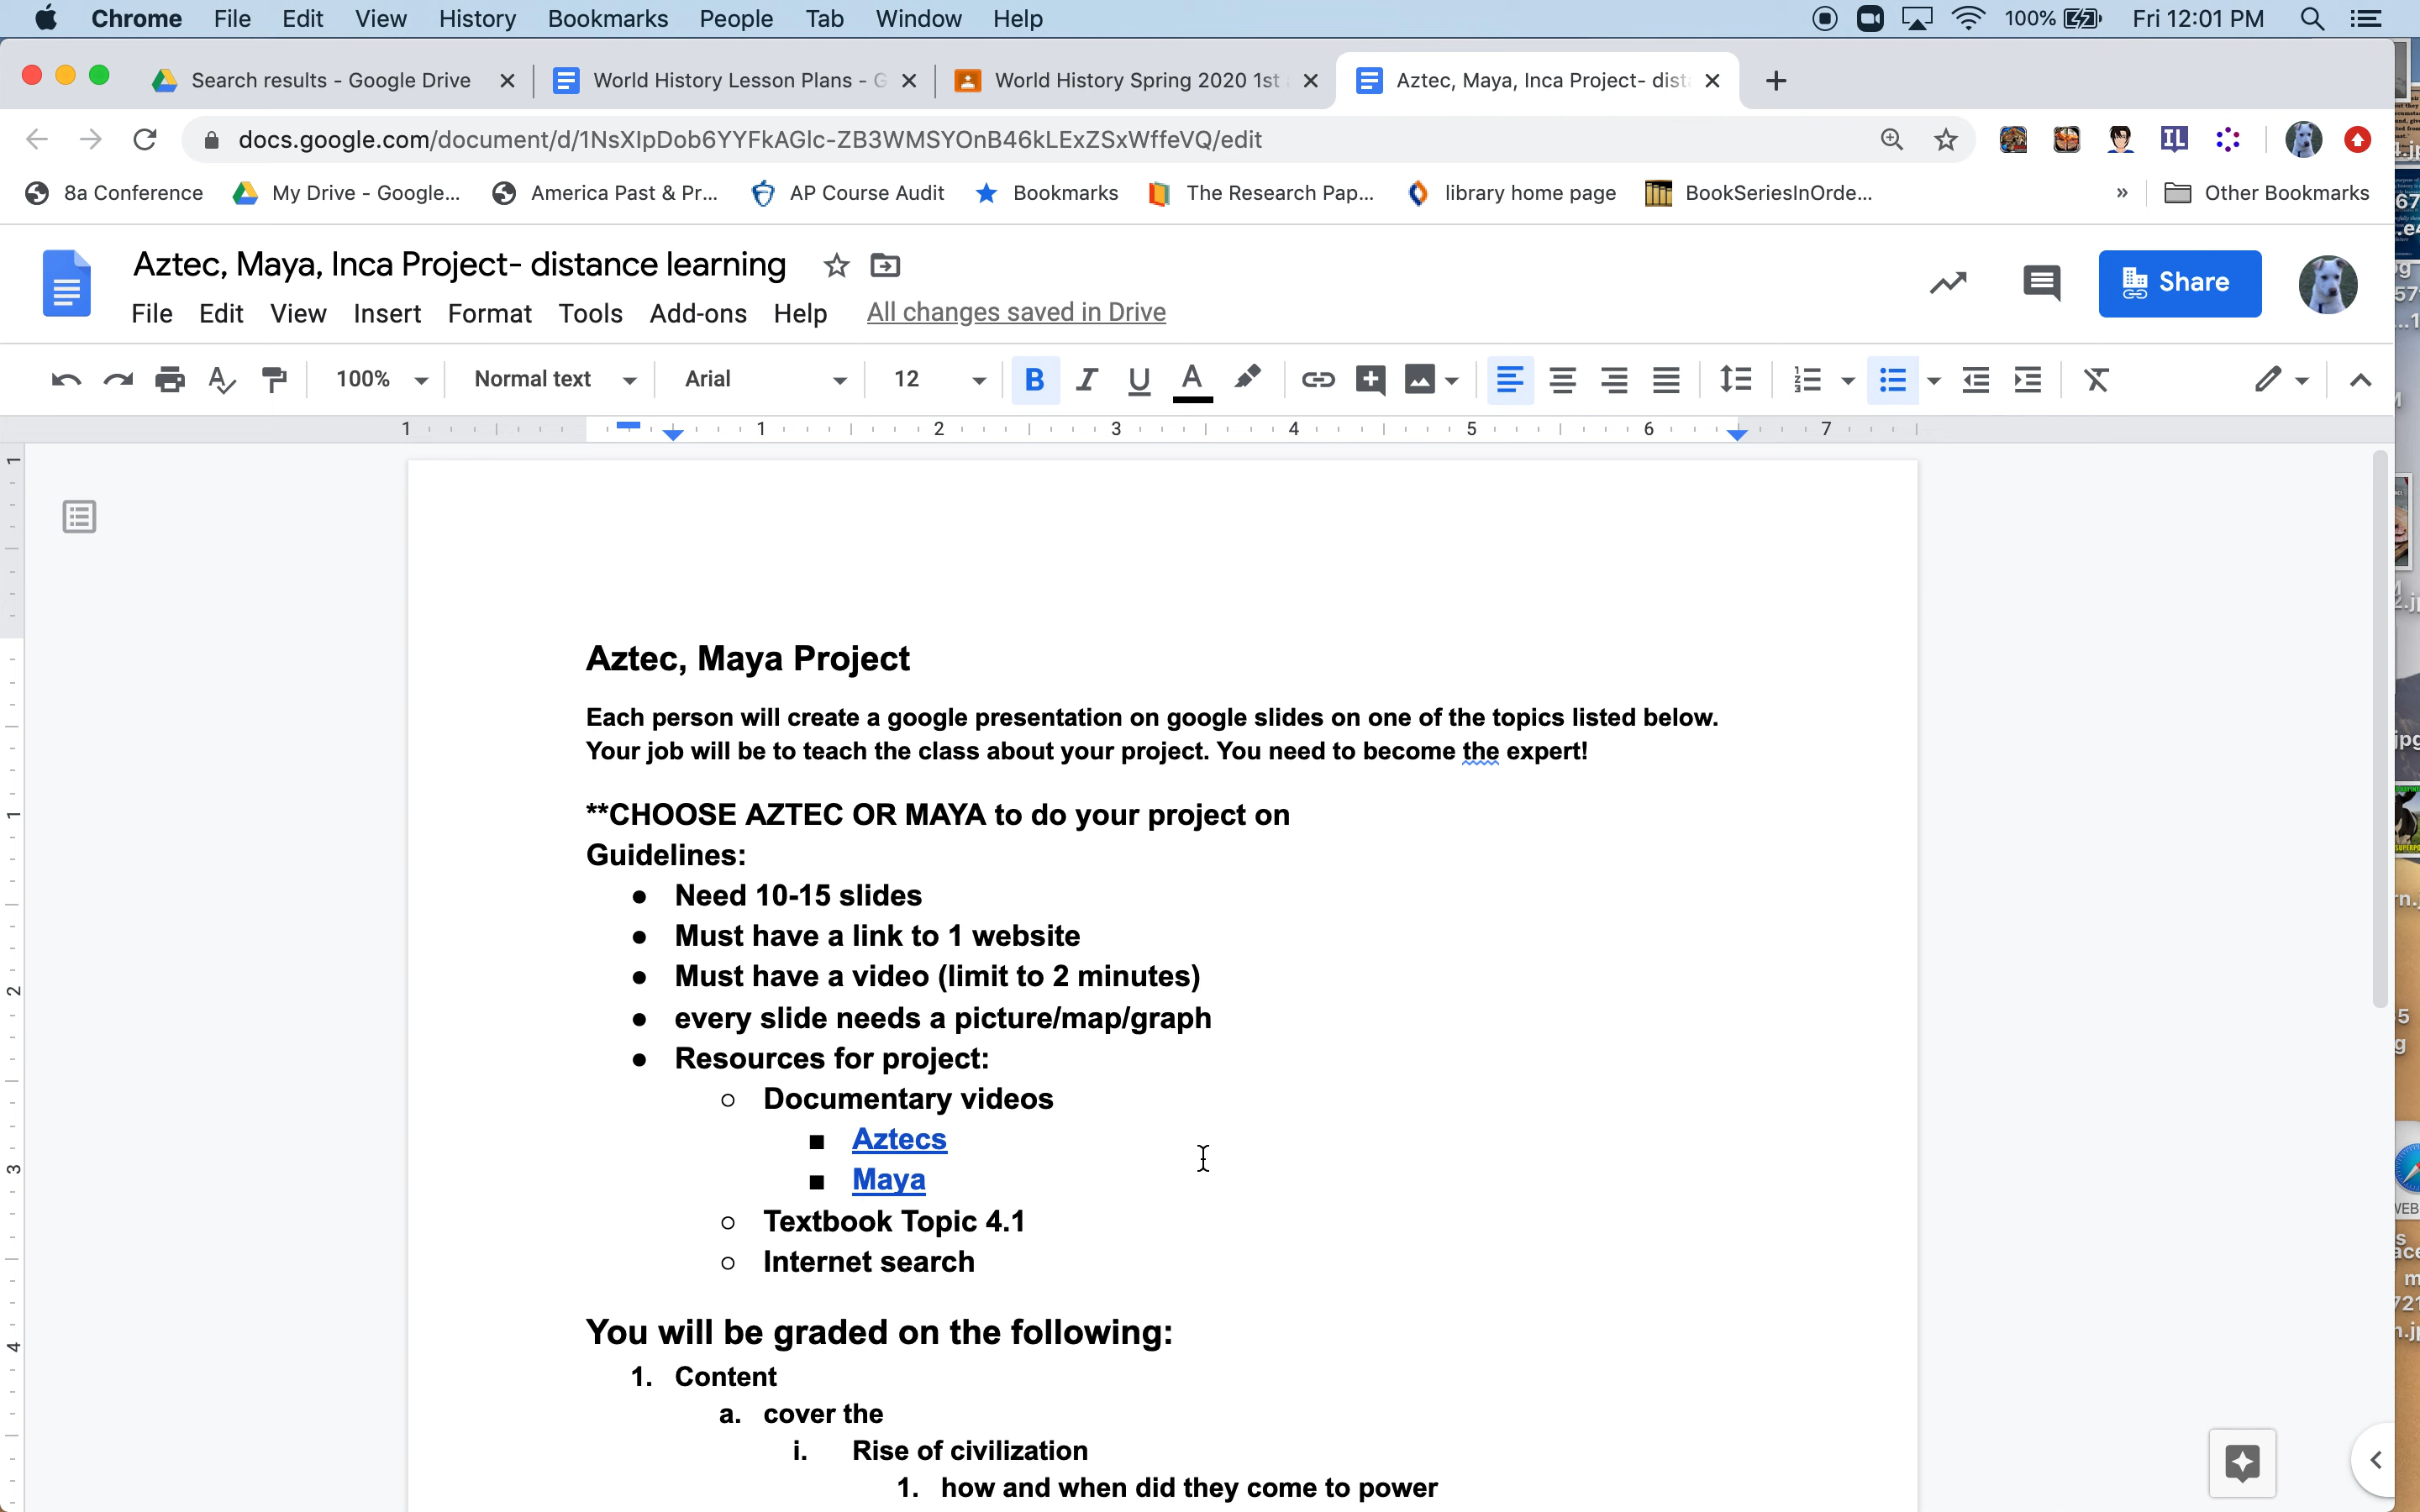 Chrome File Edit View History Bookmarks People Tab Window Help 100% Fri 12:01 PM
Search results - Google Drive World History Lesson Plans - G World History Spring 2020 1st Aztec, Maya, Inca Project- dist
docs.google.com/document/d/1NsXIpDob6YYFkAGlc-ZB3WMSYOnB46kLExZSxWffeVQ/edit
8a Conference My Drive - Google... America Past & Pr... AP Course Audit Bookmarks The Research Pap... library home page BookSeriesInOrde... » Other Bookmarks
Aztec, Maya, Inca Project- distance learning
File Edit View Insert Format Tools Add-ons Help All changes saved in Drive
Share
100% Normal text Arial 12 B I U A
1 1 2 3 4 5 6 7
Aztec, Maya Project
Each person will create a google presentation on google slides on one of the topics listed below.
Your job will be to teach the class about your project. You need to become the expert!
**CHOOSE AZTEC OR MAYA to do your project on
Guidelines:
● Need 10-15 slides
● Must have a link to 1 website
● Must have a video (limit to 2 minutes)
● every slide needs a picture/map/graph
● Resources for project:
○ Documentary videos
■ Aztecs
■ Maya
○ Textbook Topic 4.1
○ Internet search
You will be graded on the following:
1. Content
a. cover the
i. Rise of civilization
1. how and when did they come to power